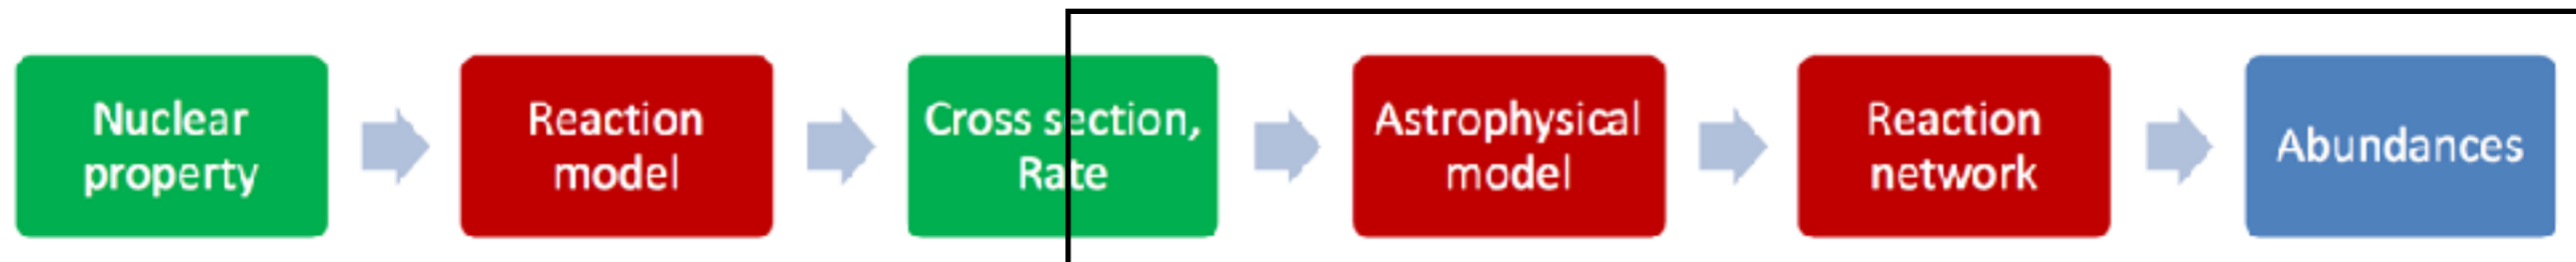 Nuclear
property
Reaction
model
Cross section,
Rate
Astrophysical
model
Reaction
network
Abundances